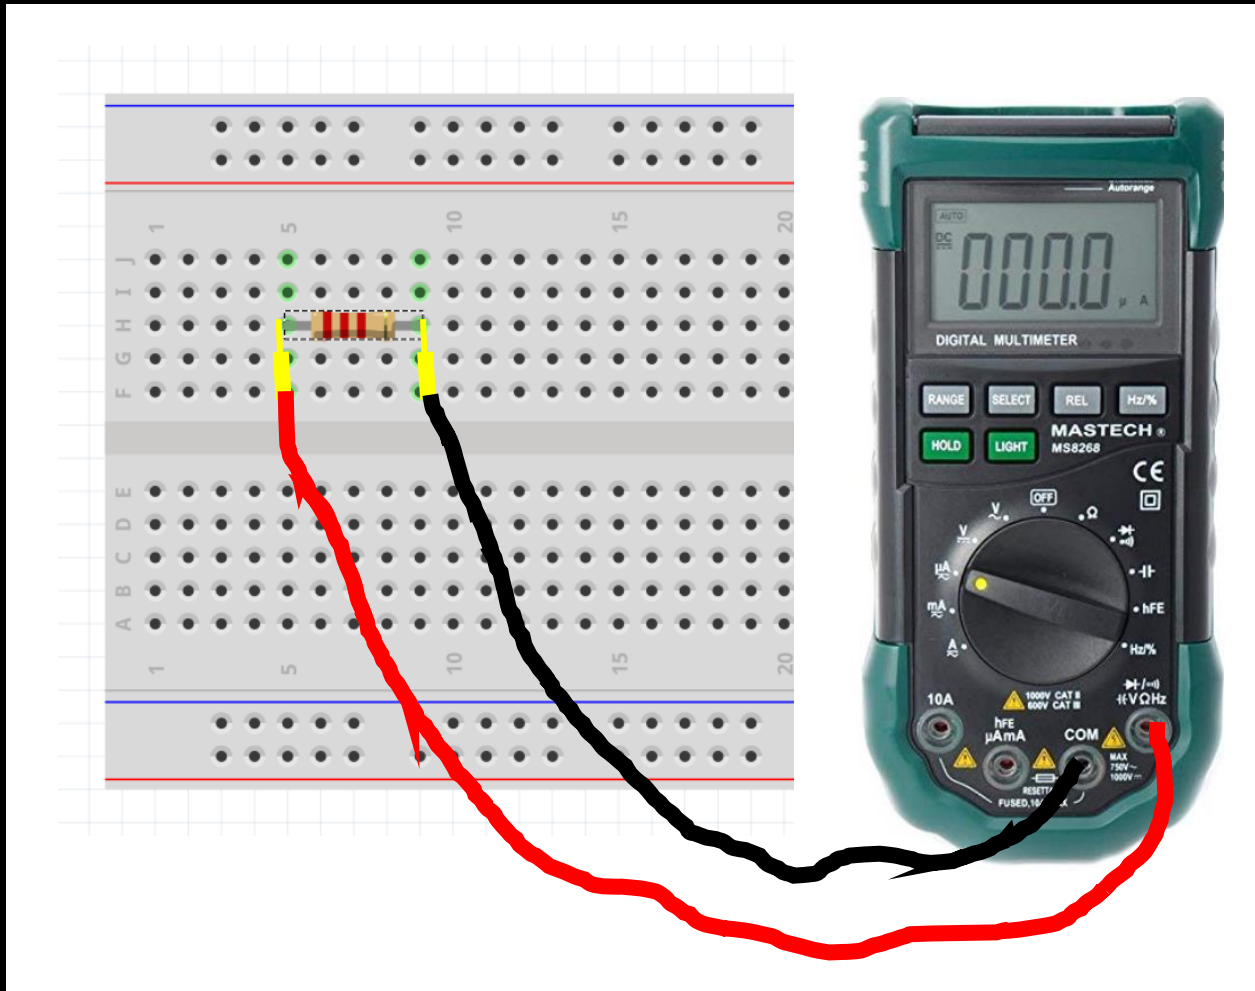 1 5 10 15 20
J
I
H
G
F
E
D
C
B
A
1 5 10 15 20
Autorange
AUTO
DC
000.0 μ A
DIGITAL MULTIMETER
RANGE SELECT REL Hz/%
HOLD LIGHT
MASTECH ®
MS8268
CE
OFF
V
Ω
V
μA
hFE
mA
A
Hz/%
1000V CAT II
600V CAT III
10A
hFE
μAmA
COM
VΩHz
MAX
750V~
1000V
FUSED,10